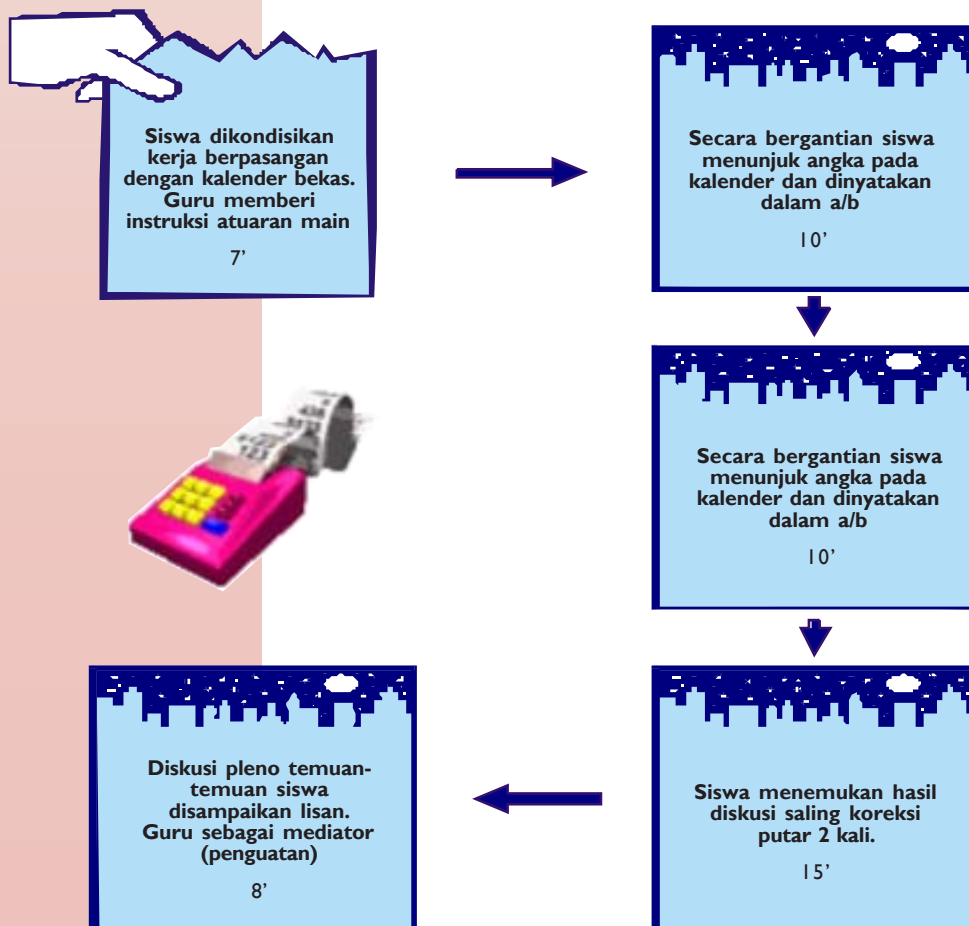 Siswa dikondisikan
kerja berpasangan
dengan kalender bekas.
Guru memberi
instruksi atuaran main
7’
Secara bergantian siswa
menunjuk angka pada
kalender dan dinyatakan
dalam a/b
10’
Secara bergantian siswa
menunjuk angka pada
kalender dan dinyatakan
dalam a/b
10’
Siswa menemukan hasil
diskusi saling koreksi
putar 2 kali.
15’
Diskusi pleno temuan-
temuan siswa
disampaikan lisan.
Guru sebagai mediator
(penguatan)
8’